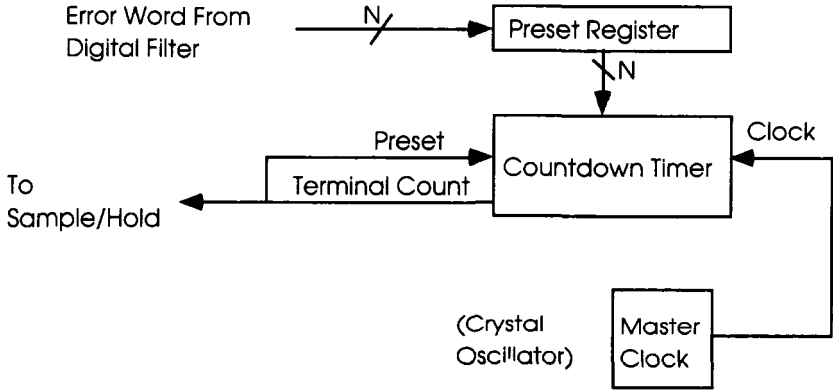 Error Word From
Digital Filter
N
Preset Register
N
Preset
Clock
Countdown Timer
Terminal Count
To
Sample/Hold
(Crystal
Oscillator)
Master
Clock